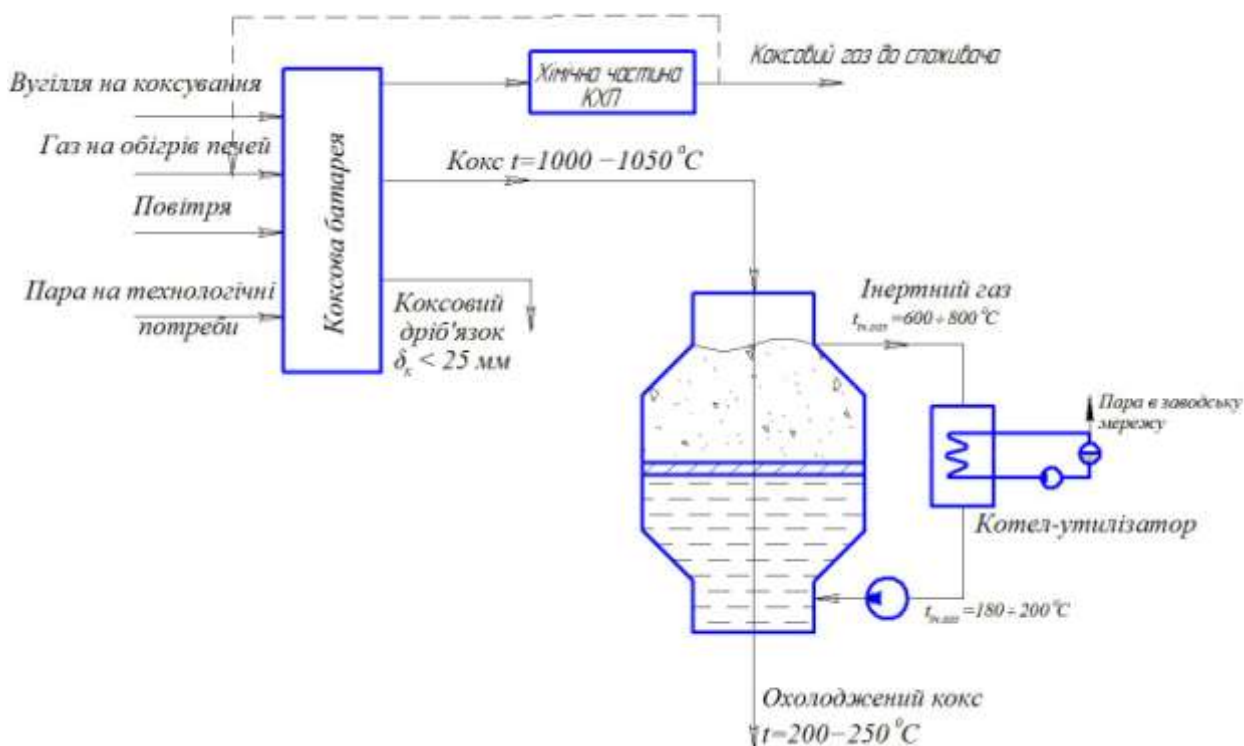 Вугілля на коксування
Газ на обігрів печей
Повітря
Пара на технологічні
потреби
Коксова батарея
Хімічна частина
КХП
Коксовий газ до споживача
Кокс t=1000 −1050 °C
Коксовий
дріб'язок
δк < 25 мм
Інертний газ
tін.газ=600 ÷ 800°C
Пара в заводську
мережу
Котел-утилізатор
tін.газ=180 ÷ 200°C
Охолоджений кокс
t=200−250 °C